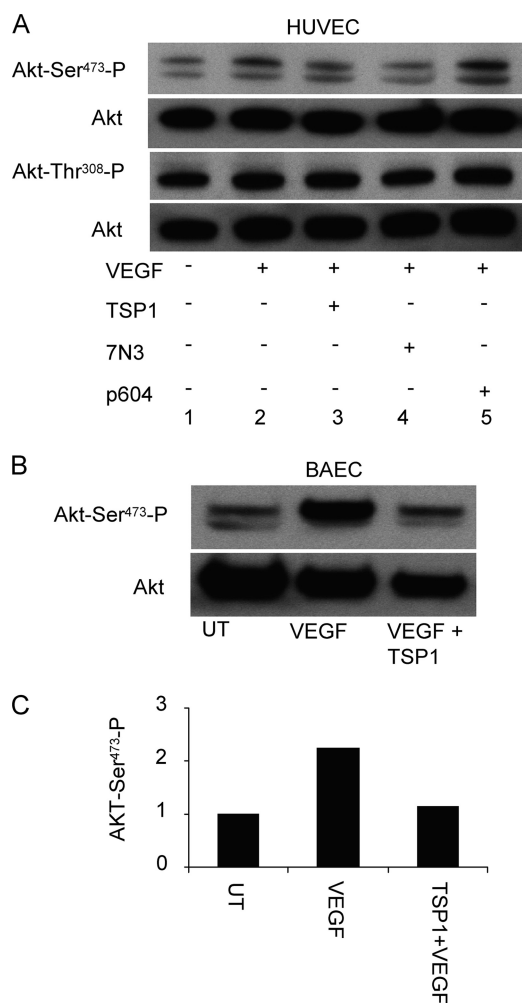 A
HUVEC
Akt-Ser⁴⁷³-P
Akt
Akt-Thr³⁰⁸-P
Akt
VEGF - + + + +
TSP1 - - + - -
7N3 - - - + -
p604 - - - - +
1 2 3 4 5
B
BAEC
Akt-Ser⁴⁷³-P
Akt
UT VEGF VEGF +
TSP1
C
AKT-Ser⁴⁷³-P
3
2
1
0
UT
VEGF
TSP1+VEGF